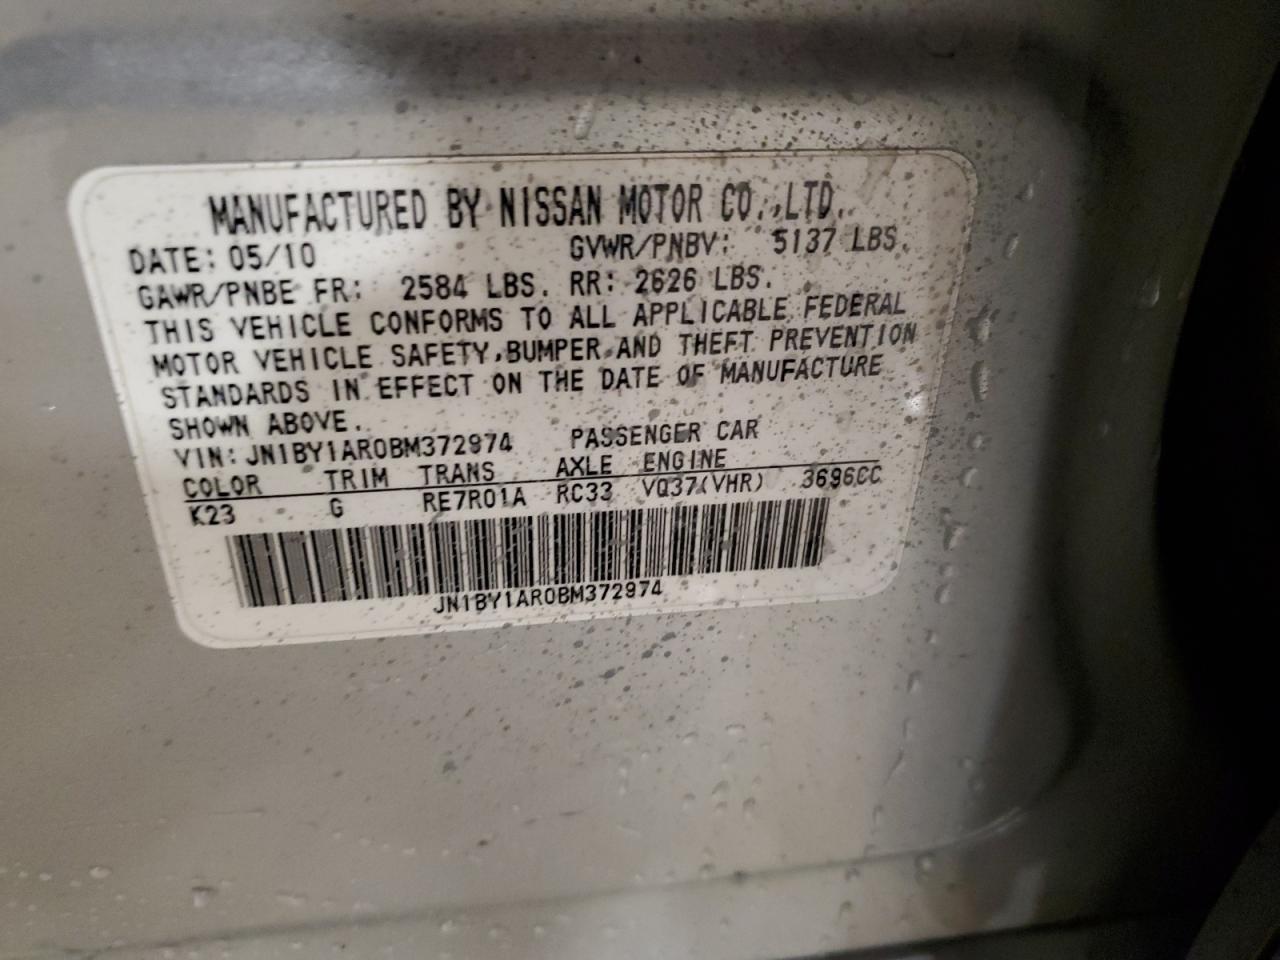 MANUFACTURED BY NISSAN MOTOR CO.,LTD.
DATE: 05/10 GVWR/PNBV: 5137 LBS.
GAWR/PNBE FR: 2584 LBS. RR: 2626 LBS.
THIS VEHICLE CONFORMS TO ALL APPLICABLE FEDERAL
MOTOR VEHICLE SAFETY,BUMPER AND THEFT PREVENTION
STANDARDS IN EFFECT ON THE DATE OF MANUFACTURE
SHOWN ABOVE.
VIN: JN1BY1AR0BM372974 PASSENGER CAR
COLOR TRIM TRANS AXLE ENGINE
K23 G RE7R01A RC33 VQ37(VHR) 3696CC
JN1BY1AR0BM372974